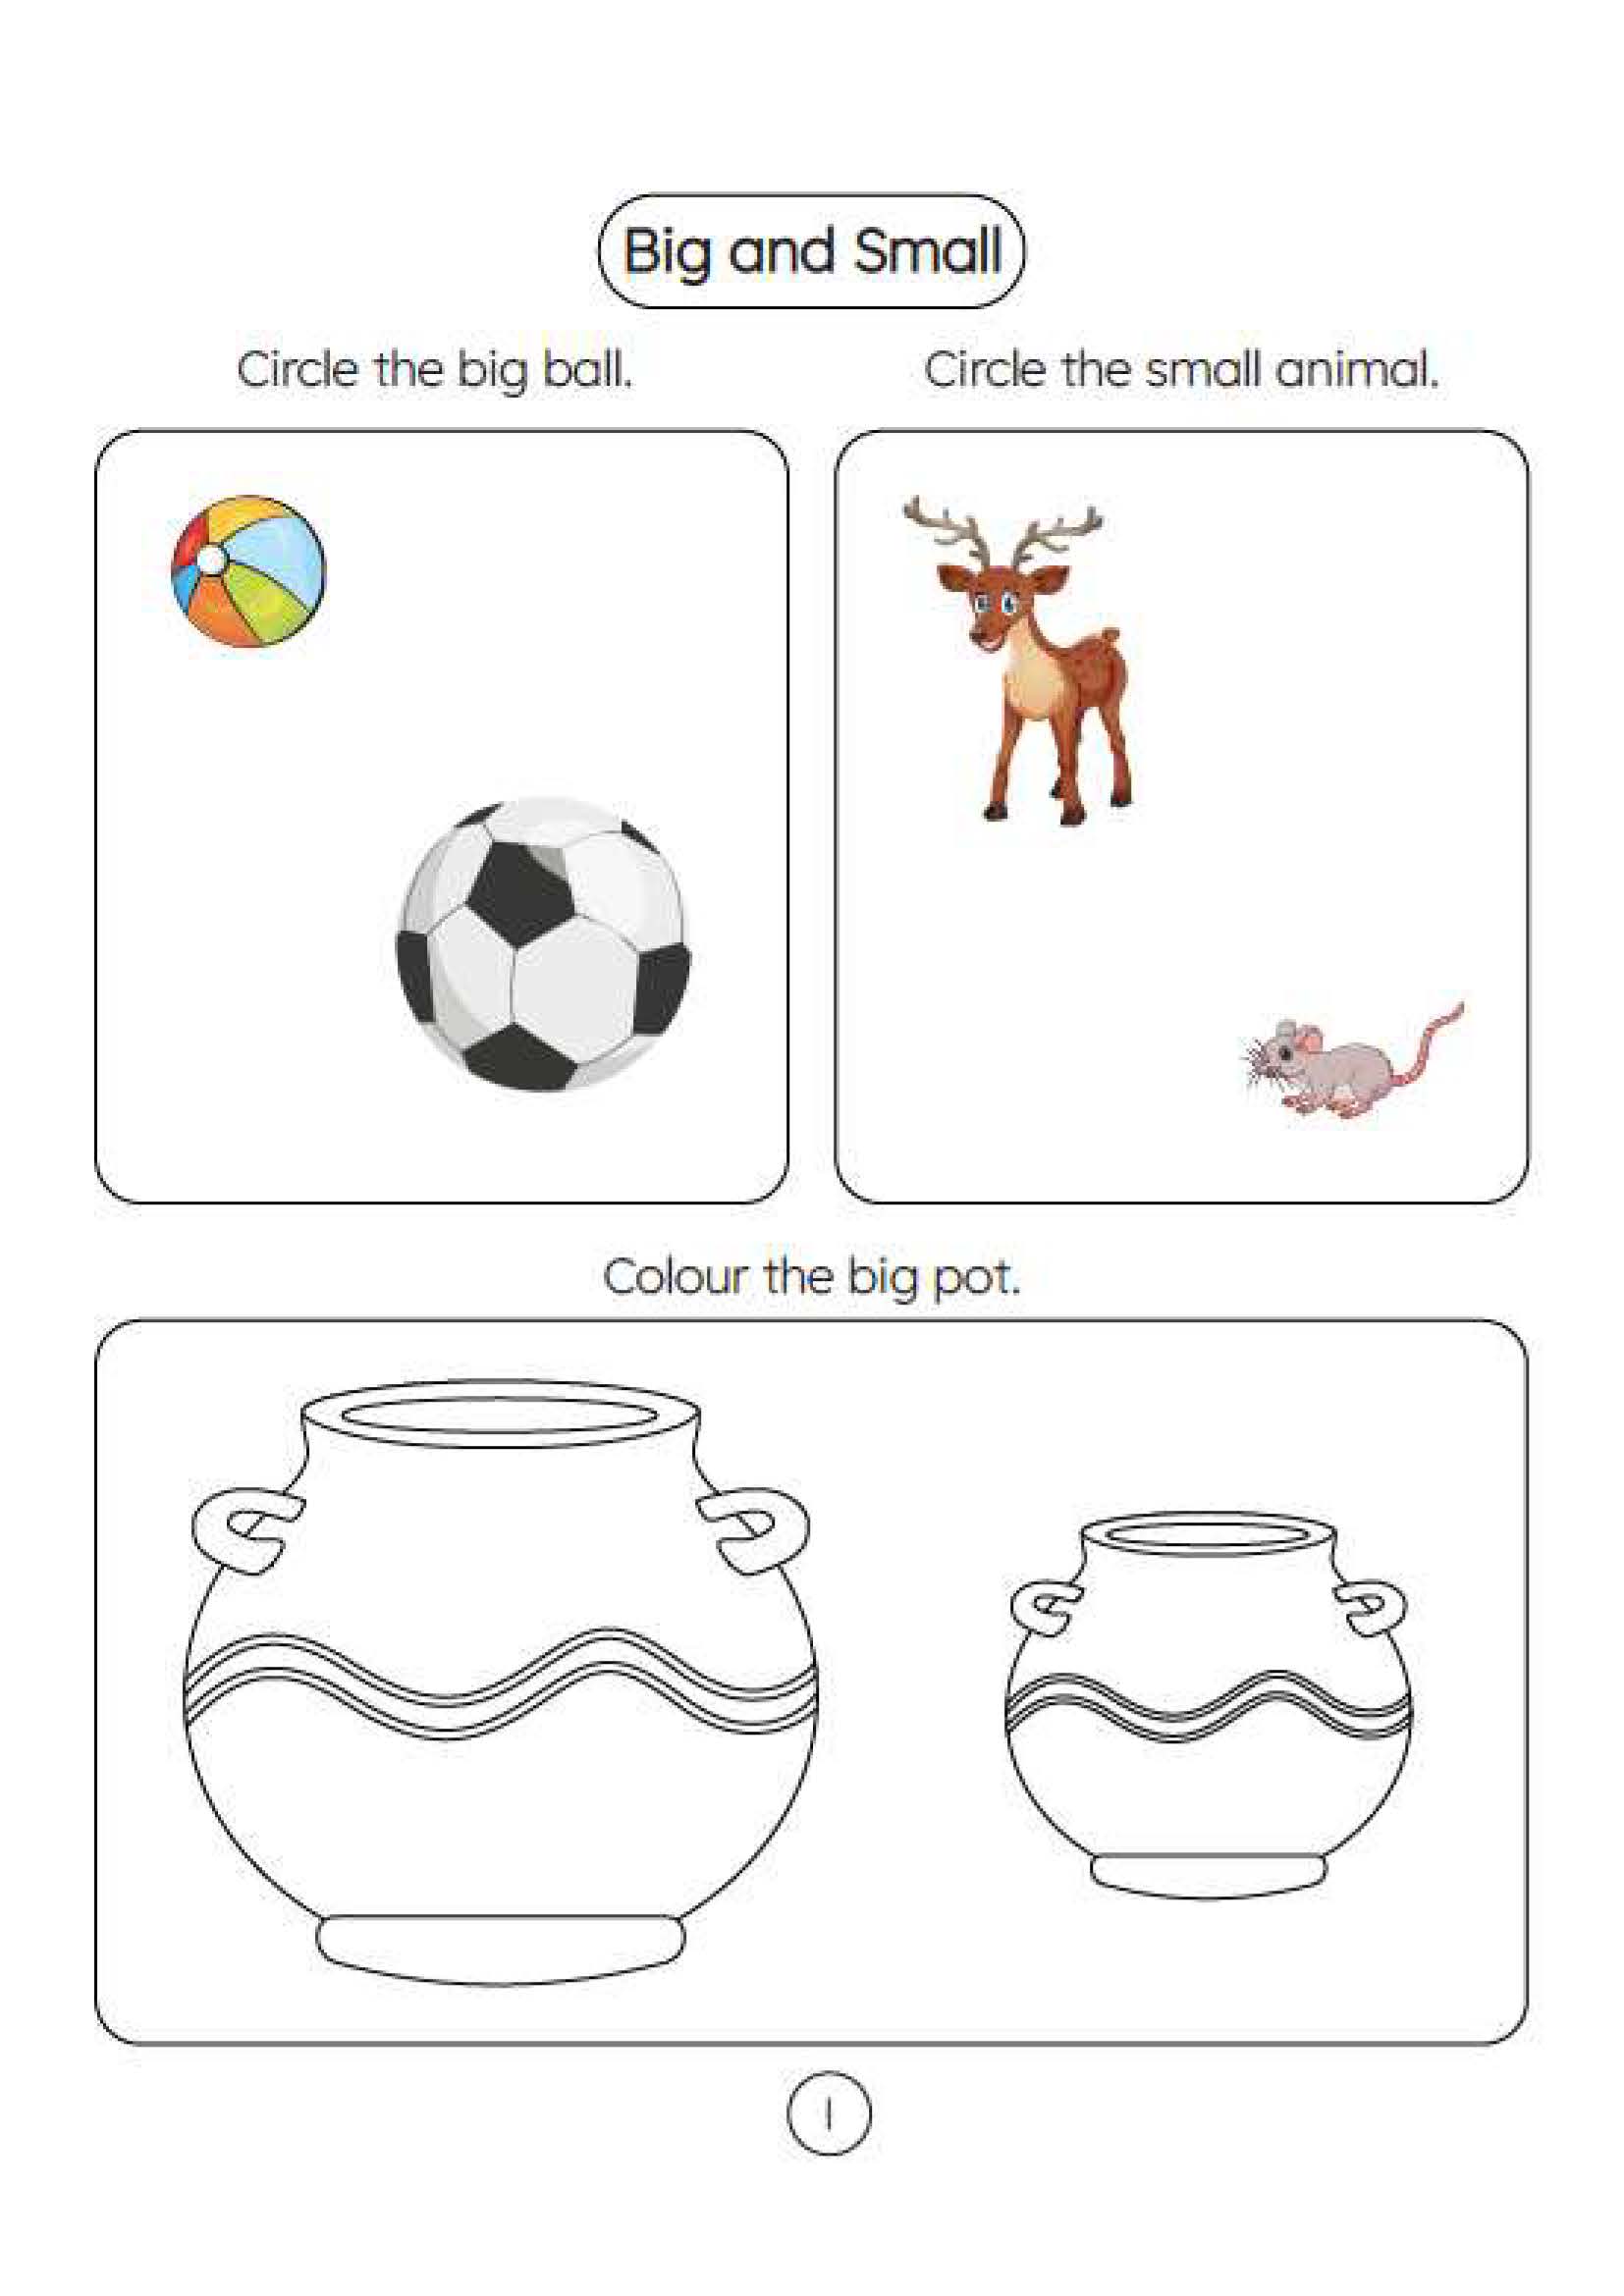 Big and Small
Circle the big ball.
Circle the small animal.
Colour the big pot.
1